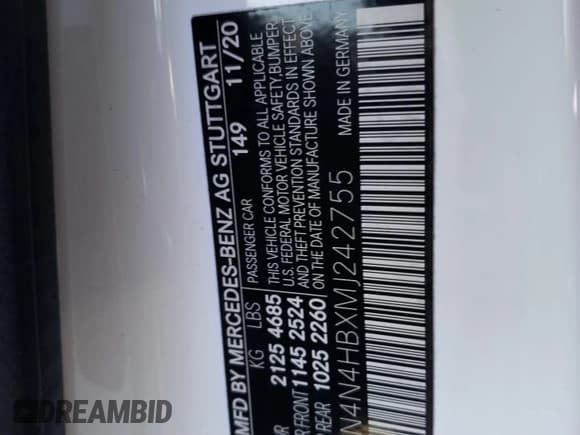 MFD BY MERCEDES-BENZ AG STUTTGART
149 11/20
KG LBS PASSENGER CAR
2125 4685 THIS VEHICLE CONFORMS TO ALL APPLICABLE
U.S. FEDERAL MOTOR VEHICLE SAFETY, BUMPER,
FRONT 1145 2524 AND THEFT PREVENTION STANDARDS IN EFFECT
REAR 1025 2260 ON THE DATE OF MANUFACTURE SHOWN ABOVE
N4N4HBXMJ242755 MADE IN GERMANY
DREAMBID